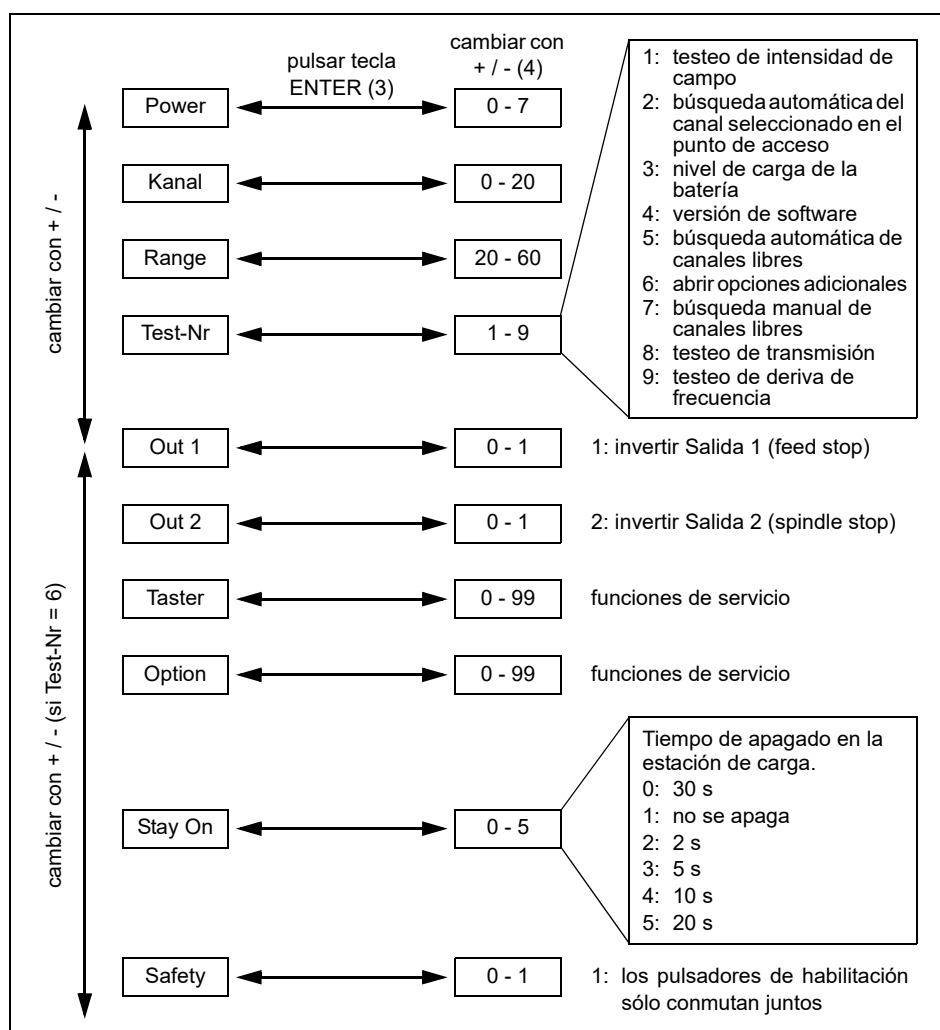 pulsar tecla
ENTER (3)
cambiar con
+ / - (4)
cambiar con + / -
Power
0 - 7
Kanal
0 - 20
Range
20 - 60
Test-Nr
1 - 9
1: testeo de intensidad de
campo
2: búsqueda automática del
canal seleccionado en el
punto de acceso
3: nivel de carga de la
batería
4: versión de software
5: búsqueda automática de
canales libres
6: abrir opciones adicionales
7: búsqueda manual de
canales libres
8: testeo de transmisión
9: testeo de deriva de
frecuencia
cambiar con + / - (si Test-Nr = 6)
Out 1
0 - 1
1: invertir Salida 1 (feed stop)
Out 2
0 - 1
2: invertir Salida 2 (spindle stop)
Taster
0 - 99
funciones de servicio
Option
0 - 99
funciones de servicio
Stay On
0 - 5
Tiempo de apagado en la
estación de carga.
0: 30 s
1: no se apaga
2: 2 s
3: 5 s
4: 10 s
5: 20 s
Safety
0 - 1
1: los pulsadores de habilitación
sólo conmutan juntos